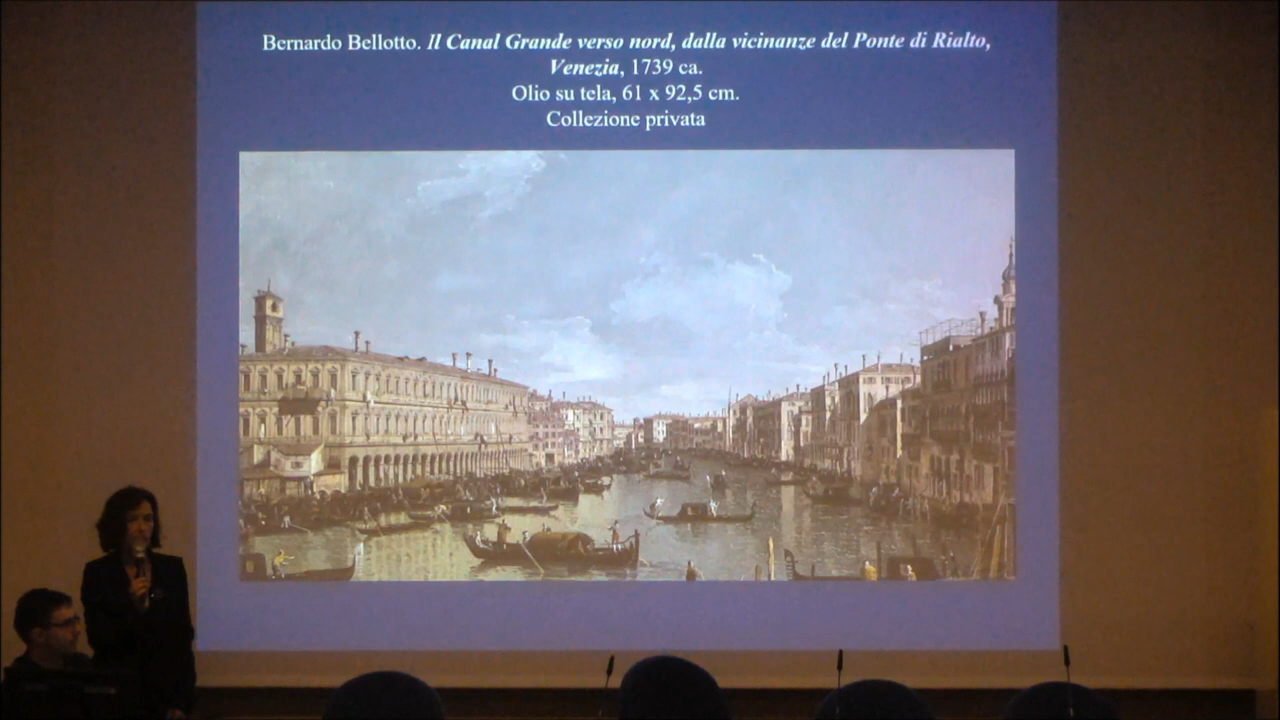 Bernardo Bellotto. Il Canal Grande verso nord, dalla vicinanze del Ponte di Rialto,
Venezia, 1739 ca.
Olio su tela, 61 x 92,5 cm.
Collezione privata